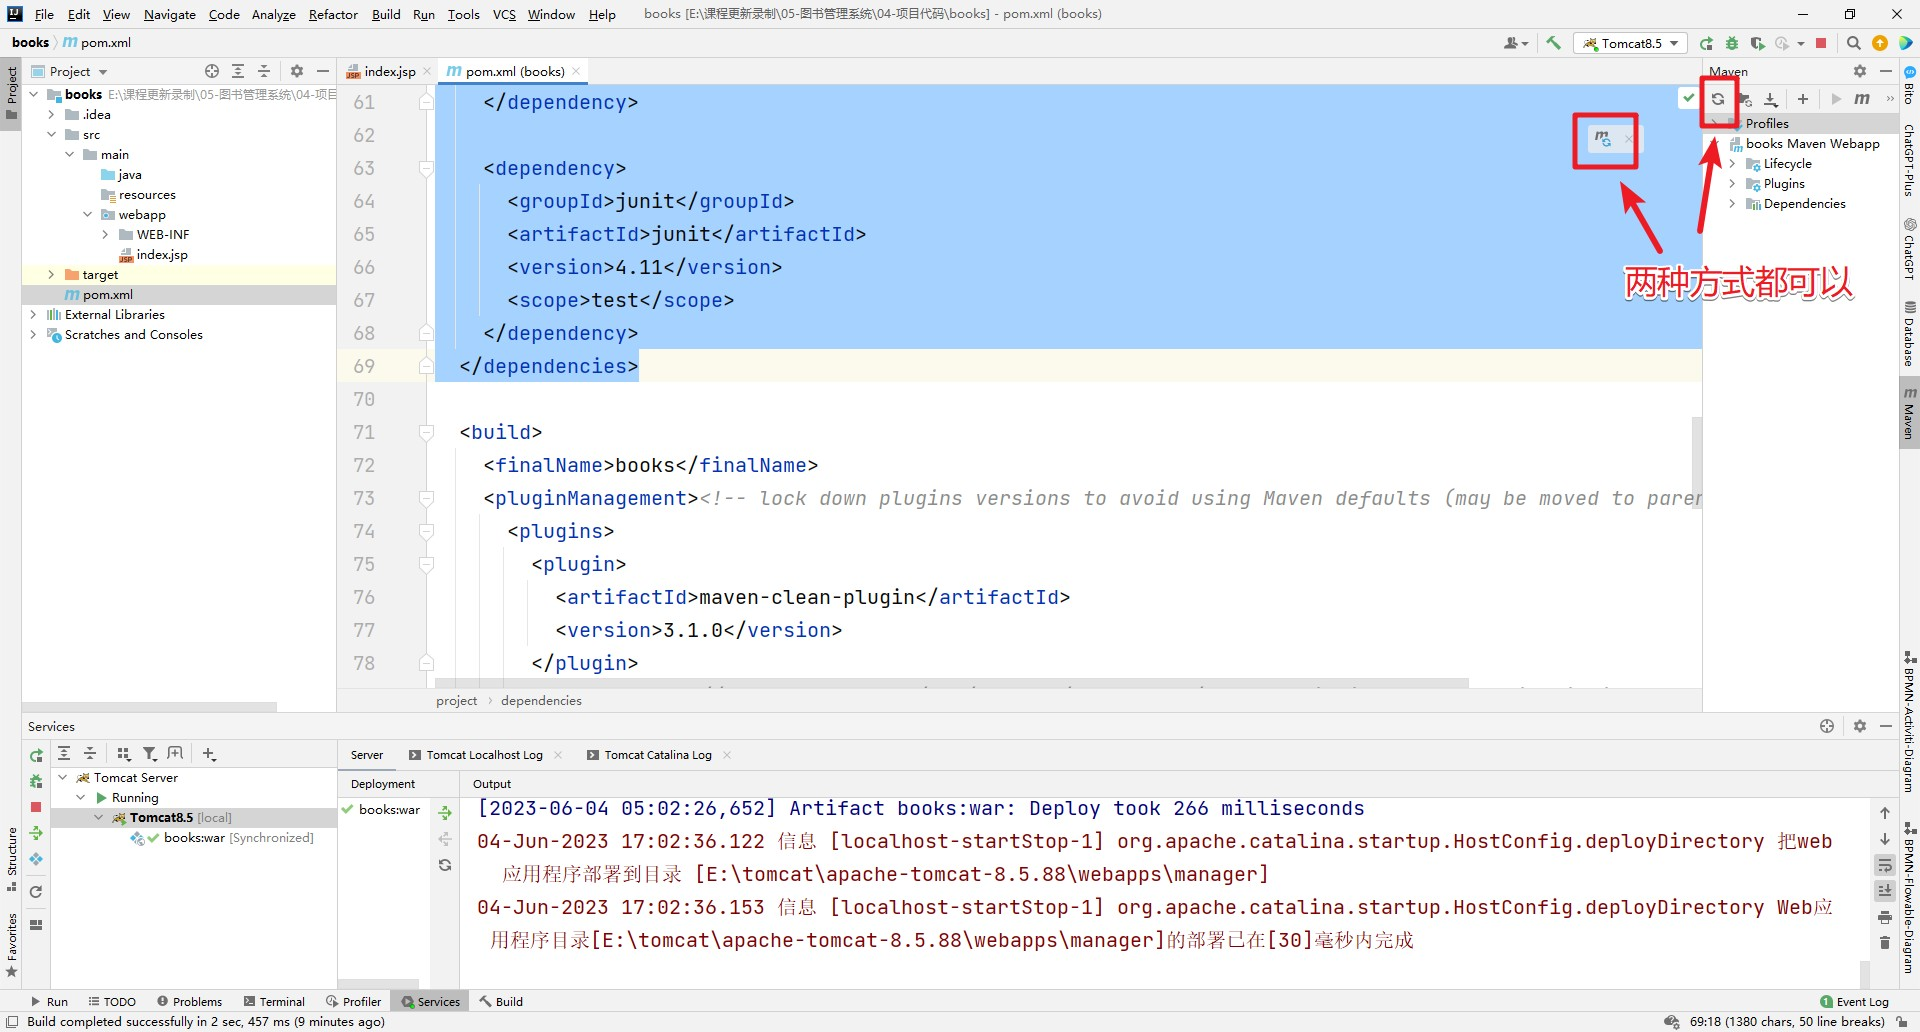 File Edit View Navigate Code Analyze Refactor Build Run Tools VCS Window Help books [E:\课程更新录制\05-图书管理系统\04-项目代码\books] - pom.xml (books)
books pom.xml Tomcat8.5
Project index.jsp pom.xml (books) Maven
books E:\课程更新录制\05-图书管理系统\04-项目
.idea
src
main
java
resources
webapp
WEB-INF
index.jsp
target
pom.xml
External Libraries
Scratches and Consoles
61 </dependency>
62
63 <dependency>
64 <groupId>junit</groupId>
65 <artifactId>junit</artifactId>
66 <version>4.11</version>
67 <scope>test</scope>
68 </dependency>
69 </dependencies>
70
71 <build>
72 <finalName>books</finalName>
73 <pluginManagement><!-- lock down plugins versions to avoid using Maven defaults (may be moved to paren
74 <plugins>
75 <plugin>
76 <artifactId>maven-clean-plugin</artifactId>
77 <version>3.1.0</version>
78 </plugin>
project dependencies
Profiles
books Maven Webapp
Lifecycle
Plugins
Dependencies
两种方式都可以
Project
Structure
Favorites
Bito
ChatGPT-Plus
ChatGPT
Database
Maven
BPMN-Activiti-Diagram
BPMN-Flowable-Diagram
Services
Tomcat Server
Running
Tomcat8.5 [local]
books:war [Synchronized]
Server Tomcat Localhost Log Tomcat Catalina Log
Deployment Output
books:war
[2023-06-04 05:02:26,652] Artifact books:war: Deploy took 266 milliseconds
04-Jun-2023 17:02:36.122 信息 [localhost-startStop-1] org.apache.catalina.startup.HostConfig.deployDirectory 把web
应用程序部署到目录 [E:\tomcat\apache-tomcat-8.5.88\webapps\manager]
04-Jun-2023 17:02:36.153 信息 [localhost-startStop-1] org.apache.catalina.startup.HostConfig.deployDirectory Web应
用程序目录[E:\tomcat\apache-tomcat-8.5.88\webapps\manager]的部署已在[30]毫秒内完成
Run TODO Problems Terminal Profiler Services Build 1 Event Log
Build completed successfully in 2 sec, 457 ms (9 minutes ago) 69:18 (1380 chars, 50 line breaks)